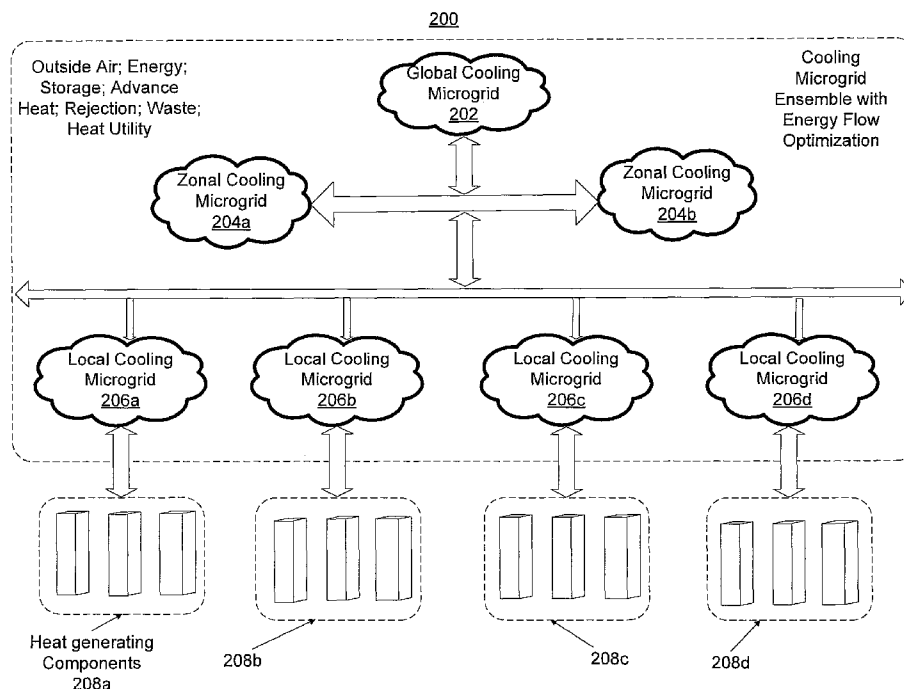 200
Outside Air; Energy;
Storage; Advance
Heat; Rejection; Waste;
Heat Utility
Global Cooling
Microgrid
202
Cooling
Microgrid
Ensemble with
Energy Flow
Optimization
Zonal Cooling
Microgrid
204a
Zonal Cooling
Microgrid
204b
Local Cooling
Microgrid
206a
Local Cooling
Microgrid
206b
Local Cooling
Microgrid
206c
Local Cooling
Microgrid
206d
Heat generating
Components
208a
208b
208c
208d